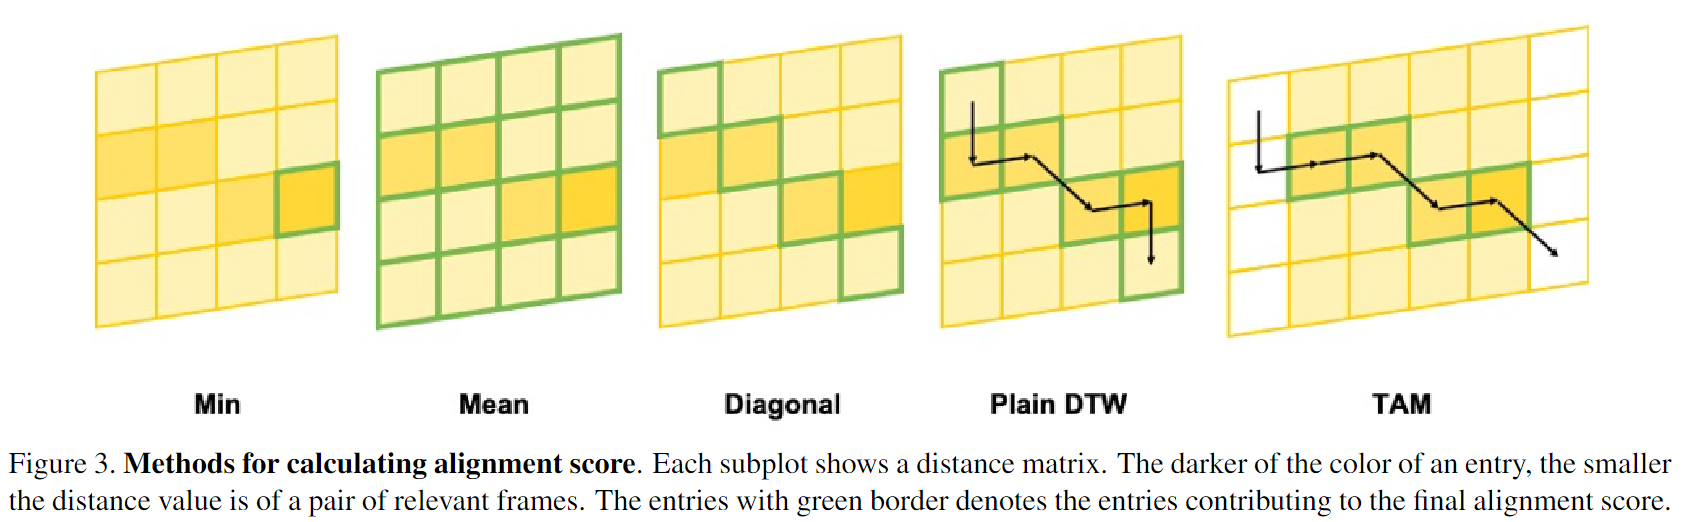 Min
Mean
Diagonal
Plain DTW
TAM
Figure 3. Methods for calculating alignment score. Each subplot shows a distance matrix. The darker of the color of an entry, the smaller
the distance value is of a pair of relevant frames. The entries with green border denotes the entries contributing to the final alignment score.